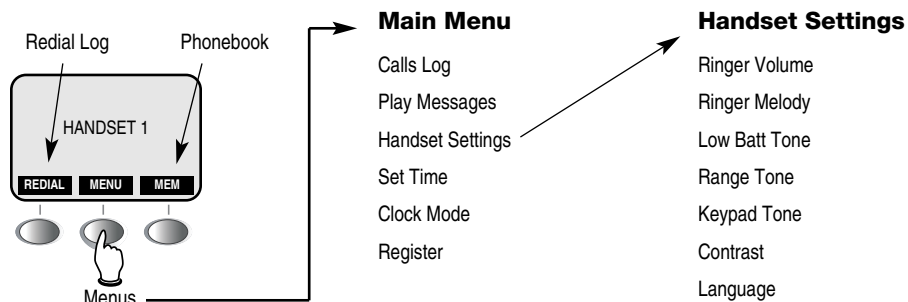 Redial Log
Phonebook
HANDSET 1
REDIAL
MENU
MEM
Menus
Main Menu
Calls Log
Play Messages
Handset Settings
Set Time
Clock Mode
Register
Handset Settings
Ringer Volume
Ringer Melody
Low Batt Tone
Range Tone
Keypad Tone
Contrast
Language